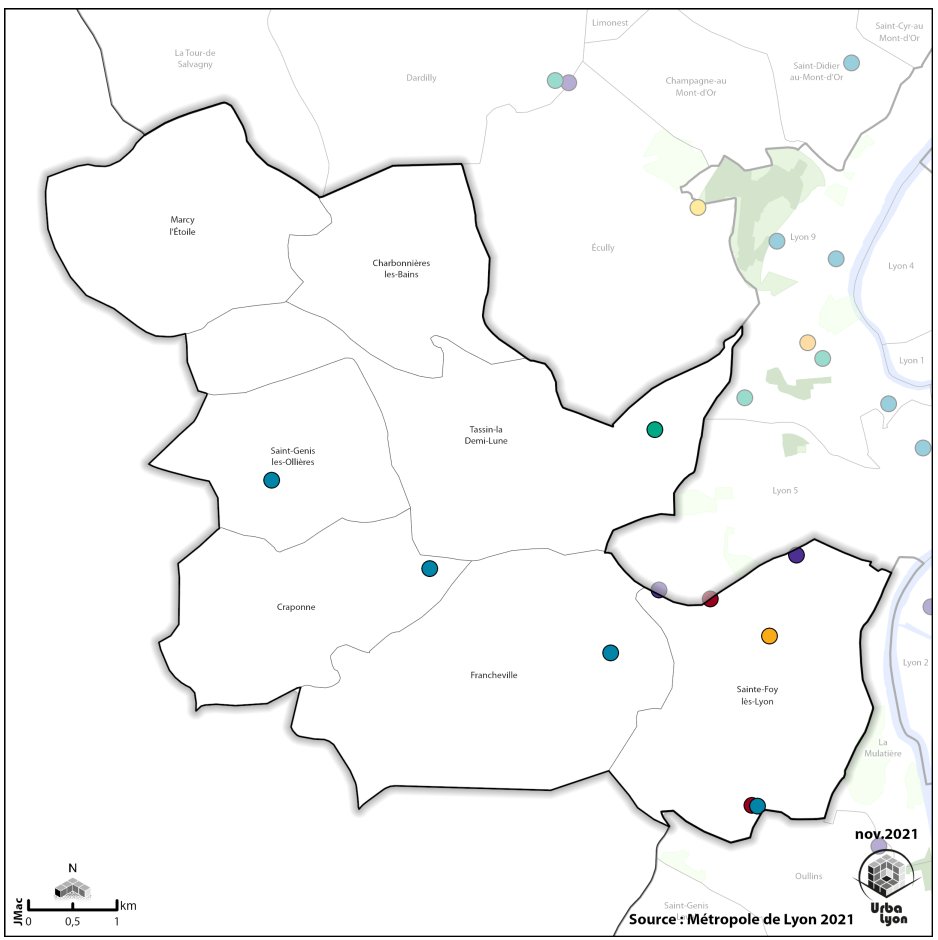 Limonest
Saint-Cyr-au
Mont-d'Or
La Tour-de
Salvagny
Dardilly
Champagne-au
Mont-d'Or
Saint-Didier
au-Mont-d'Or
Marcy
l'Étoile
Charbonnières
les-Bains
Écully
Lyon 9
Lyon 4
Lyon 1
Tassin-la
Demi-Lune
Saint-Genis
les-Ollières
Lyon 5
Craponne
Francheville
Sainte-Foy
lès-Lyon
Lyon 2
La
Mulatière
nov.2021
Oullins
Saint-Genis
N
JMac
0 0,5 1 km
Source : Métropole de Lyon 2021
Urba
Lyon